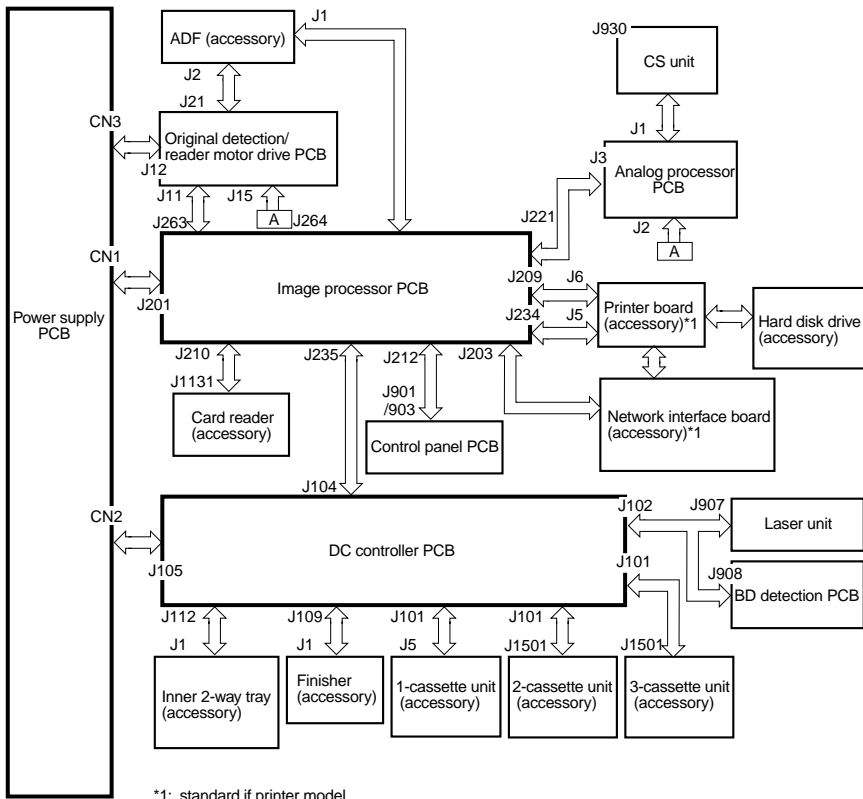 J1
J930
ADF (accessory)
CS unit
J2
J21
CN3
J1
Original detection/
reader motor drive PCB
J3
Analog processor
PCB
J12
J11
J15
A
J264
J263
J221
J2
A
CN1
J201
Image processor PCB
J209
J6
J234
J5
Printer board
(accessory)*1
Hard disk drive
(accessory)
Power supply
PCB
J210
J235
J212
J203
J1131
J901
/903
Card reader
(accessory)
Control panel PCB
Network interface board
(accessory)*1
J104
CN2
J102
J907
Laser unit
DC controller PCB
J105
J101
J908
BD detection PCB
J112
J109
J101
J101
J1
J1
J5
J1501
J1501
Inner 2-way tray
(accessory)
Finisher
(accessory)
1-cassette unit
(accessory)
2-cassette unit
(accessory)
3-cassette unit
(accessory)
*1: standard if printer model